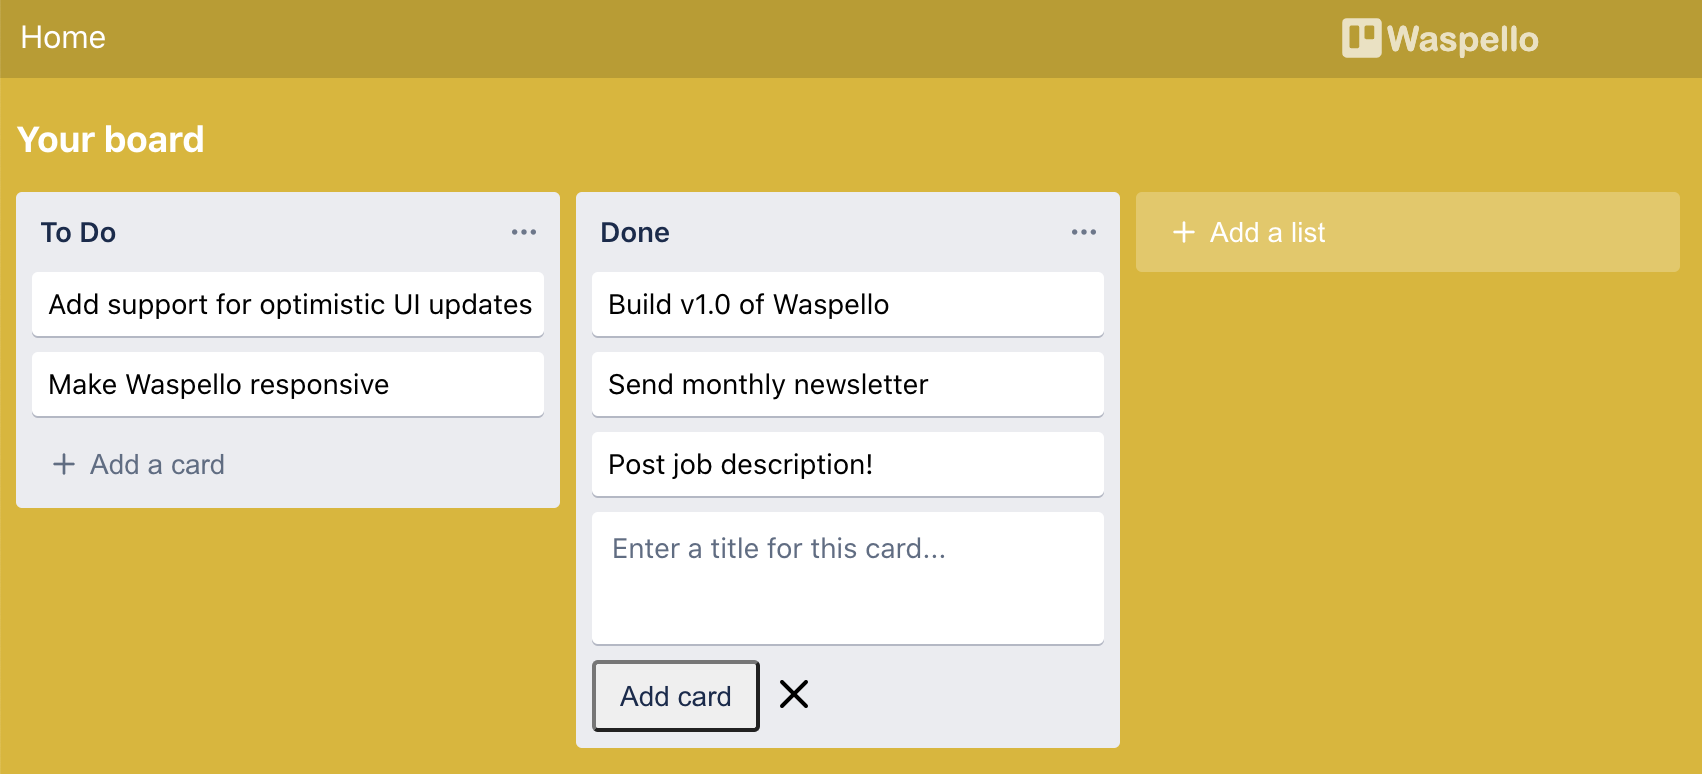 Home
Waspello
Your board
To Do
Add support for optimistic UI updates
Make Waspello responsive
Add a card
Done
Build v1.0 of Waspello
Send monthly newsletter
Post job description!
Enter a title for this card...
Add card
Add a list